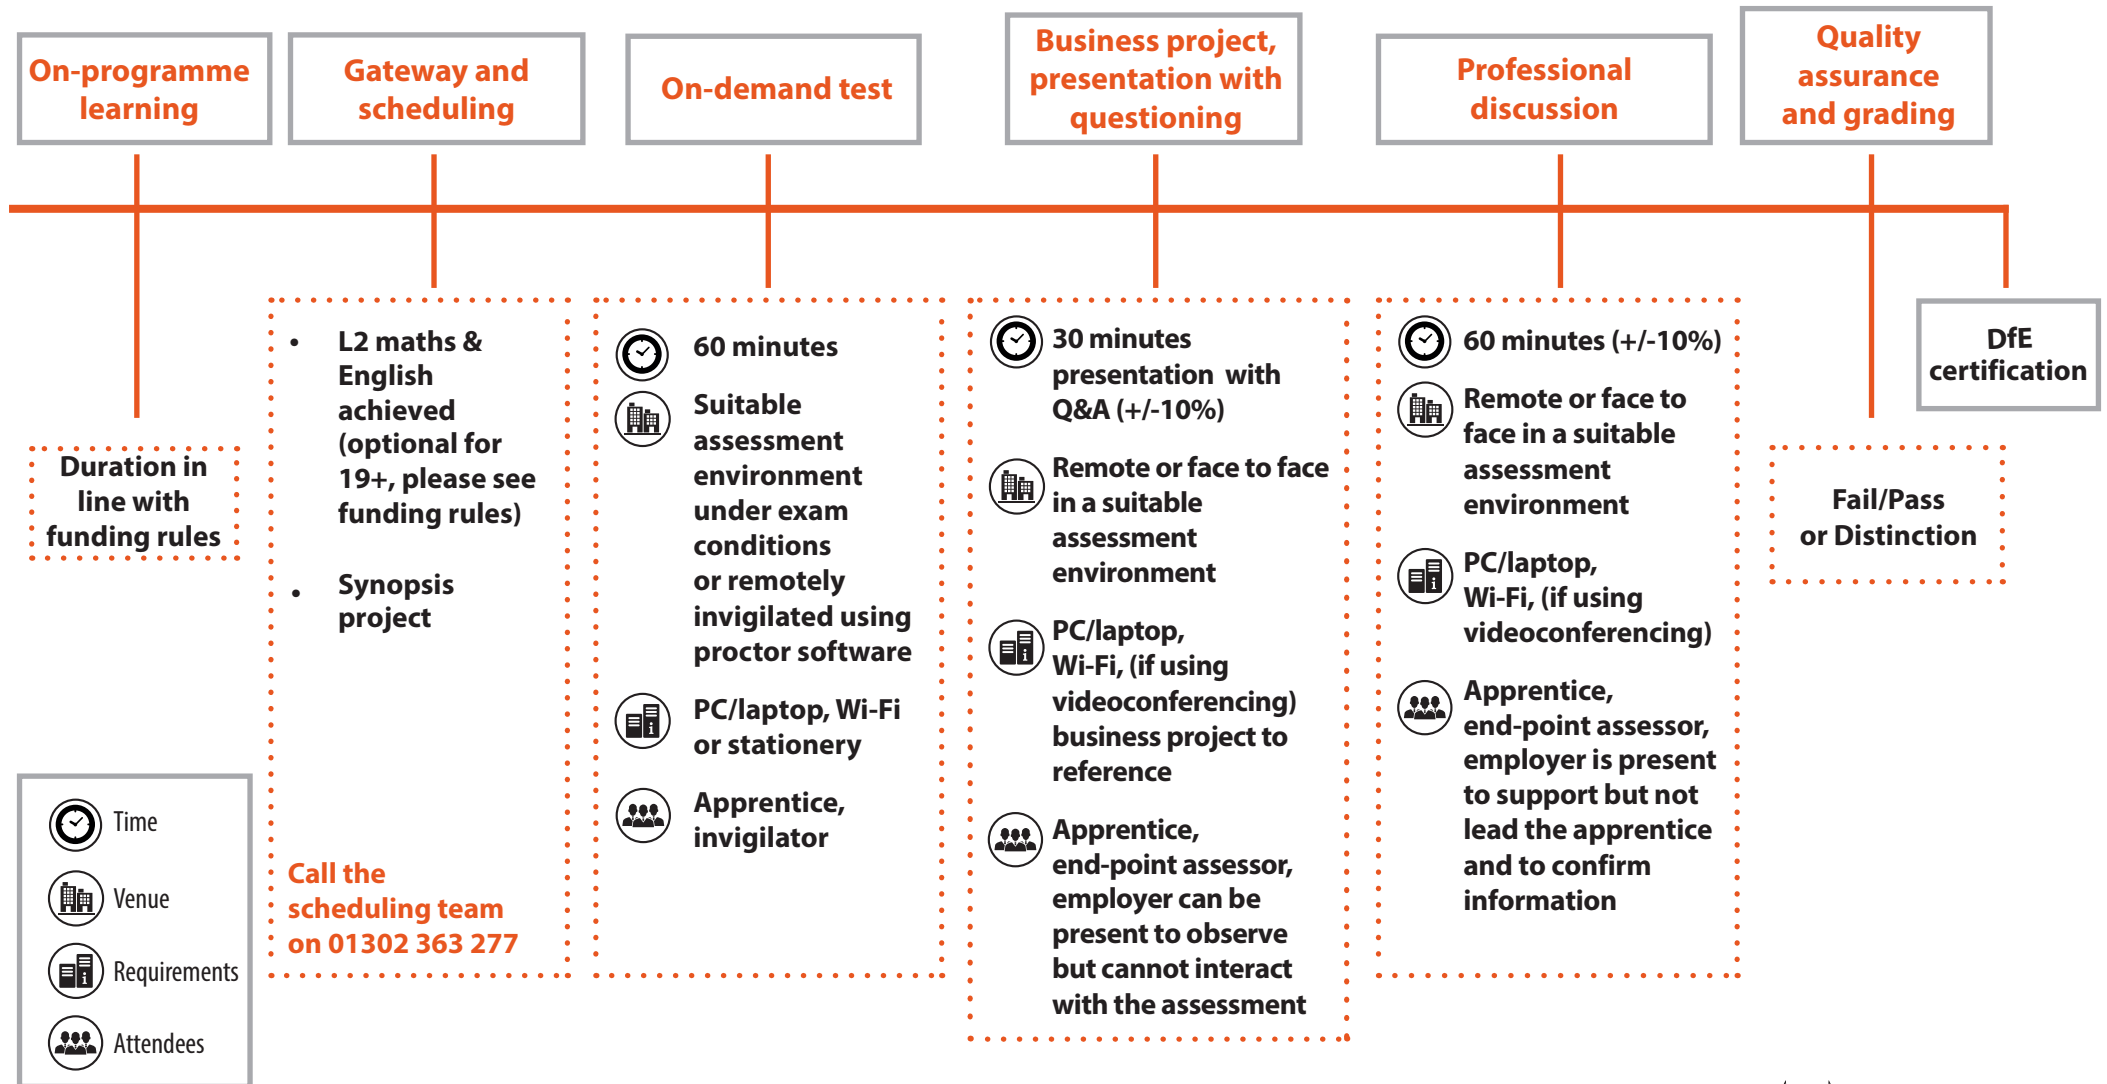 On-programme
learning
Gateway and
scheduling
On-demand test
Business project,
presentation with
questioning
Professional
discussion
Quality
assurance
and grading
Duration in
line with
funding rules
• L2 maths &
English
achieved
(optional for
19+, please see
funding rules)
• Synopsis
project
Call the
scheduling team
on 01302 363 277
60 minutes
Suitable
assessment
environment
under exam
conditions
or remotely
invigilated using
proctor software
PC/laptop, Wi-Fi
or stationery
Apprentice,
invigilator
30 minutes
presentation with
Q&A (+/-10%)
Remote or face to face
in a suitable
assessment
environment
PC/laptop,
Wi-Fi, (if using
videoconferencing)
business project to
reference
Apprentice,
end-point assessor,
employer can be
present to observe
but cannot interact
with the assessment
60 minutes (+/-10%)
Remote or face to
face in a suitable
assessment
environment
PC/laptop,
Wi-Fi, (if using
videoconferencing)
Apprentice,
end-point assessor,
employer is present
to support but not
lead the apprentice
and to confirm
information
Fail/Pass
or Distinction
DfE
certification
Time
Venue
Requirements
Attendees